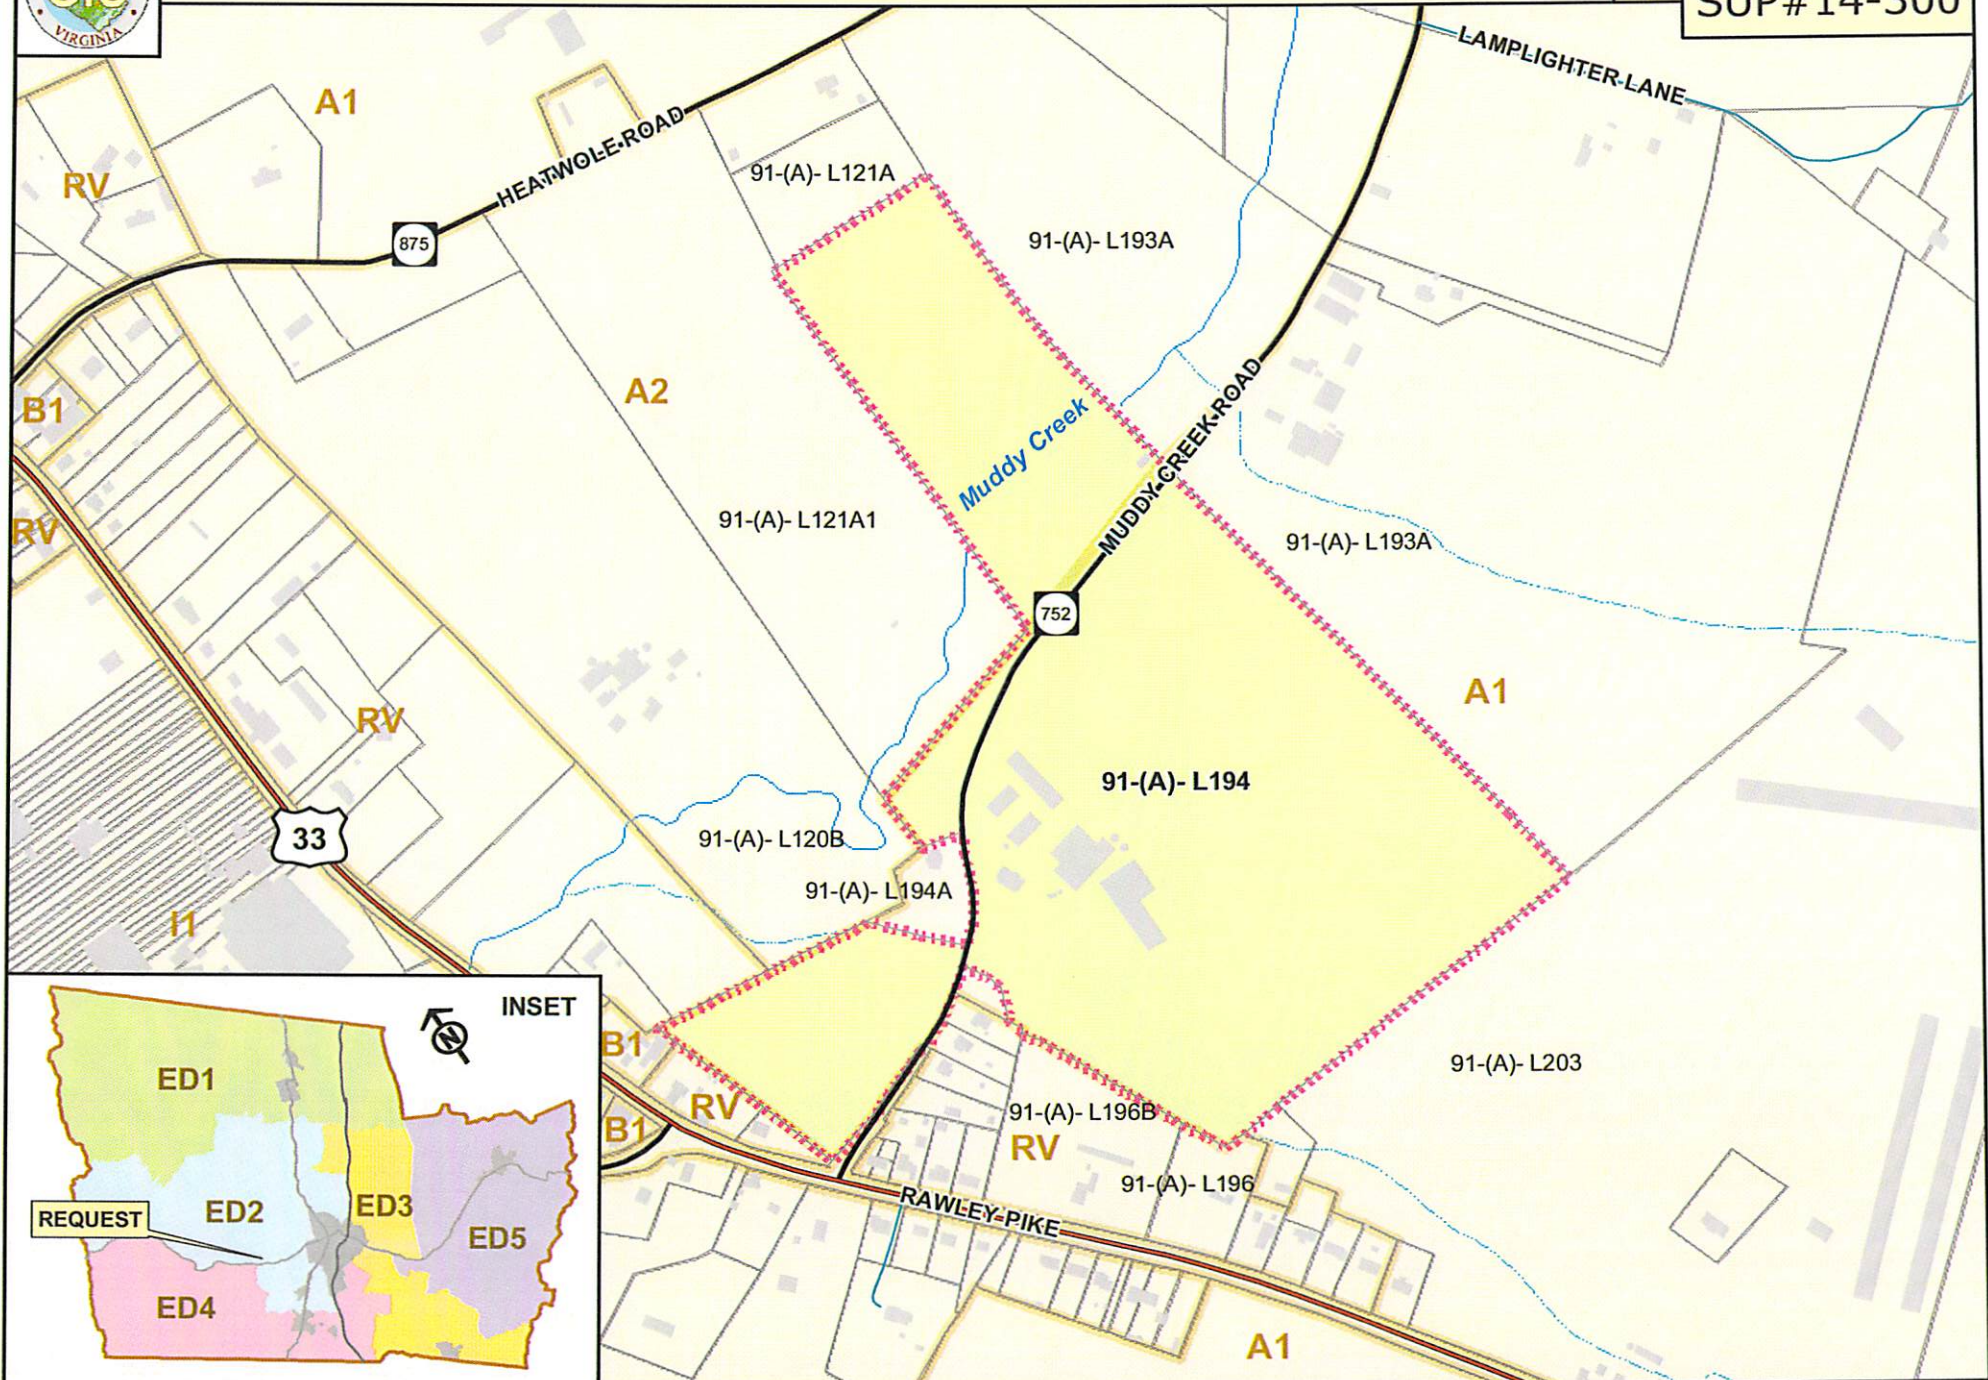 VIRGINIA
SUP#14-300
LAMPLIGHTER LANE
A1
HEATWOLE ROAD
RV
91-(A)- L121A
875
91-(A)- L193A
A2
B1
MUDDY CREEK ROAD
Muddy Creek
RV
91-(A)- L121A1
91-(A)- L193A
752
A1
RV
91-(A)- L194
33
91-(A)- L120B
91-(A)- L194A
I1
INSET
N
B1
ED1
91-(A)- L203
RV
91-(A)- L196B
B1
RV
ED2
ED3
REQUEST
91-(A)- L196
RAWLEY PIKE
ED5
ED4
A1